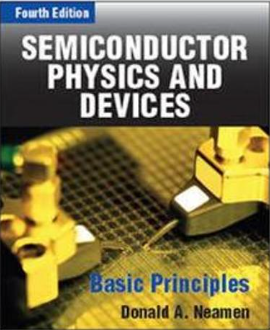 Fourth Edition
SEMICONDUCTOR
PHYSICS AND
DEVICES
Basic Principles
Donald A. Neamen